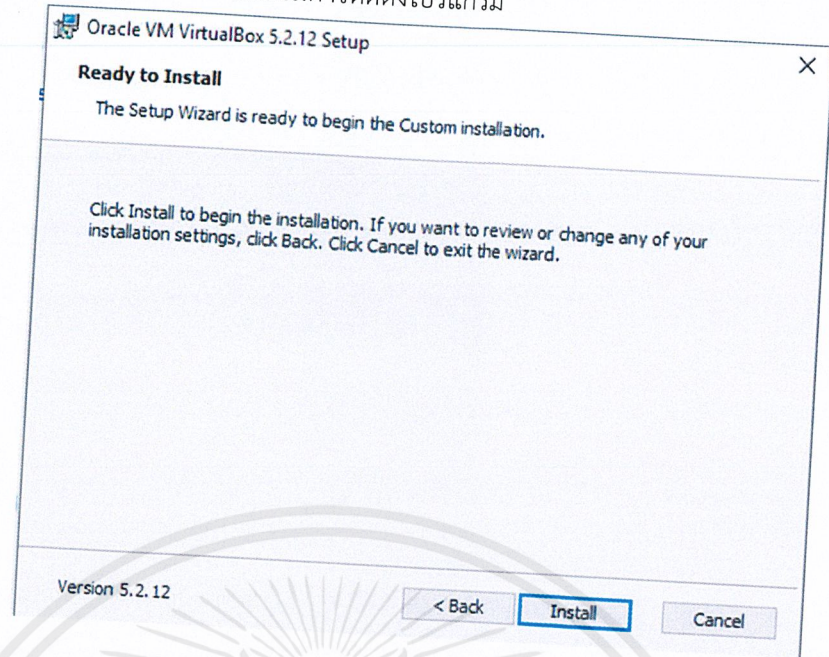 Oracle VM VirtualBox 5.2.12 Setup
Ready to Install
The Setup Wizard is ready to begin the Custom installation.
Click Install to begin the installation. If you want to review or change any of your
installation settings, click Back. Click Cancel to exit the wizard.
Version 5.2.12
< Back
Install
Cancel